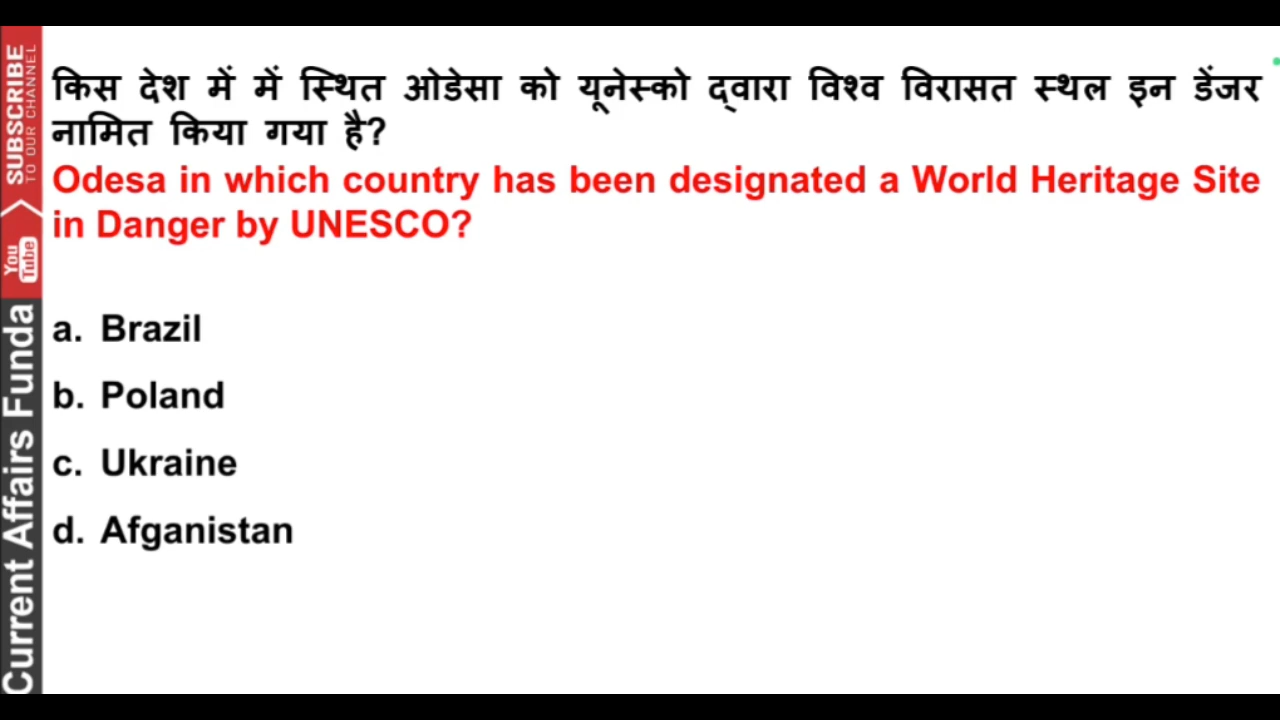 किस देश में में स्थित ओडेसा को यूनेस्को द्वारा विश्व विरासत स्थल इन डेंजर
नामित किया गया है?
Odesa in which country has been designated a World Heritage Site
in Danger by UNESCO?
a. Brazil
b. Poland
c. Ukraine
d. Afganistan
SUBSCRIBE
TO OUR CHANNEL
You
Tube
Current Affairs Funda